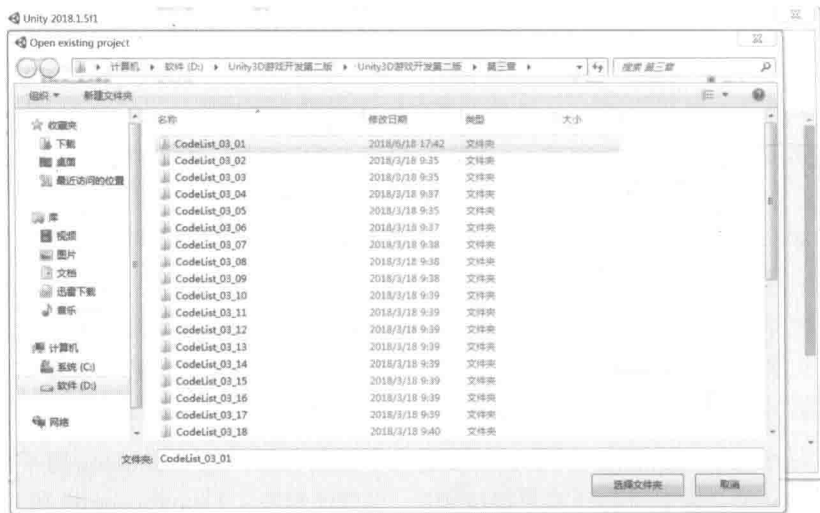 Unity 2018.1.5f1
Open existing project
计算机 ▸ 软件 (D:) ▸ Unity3D游戏开发第二版 ▸ Unity3D游戏开发第二版 ▸ 第三章 ▸
搜索 第三章
组织 新建文件夹
名称 修改日期 类型 大小
收藏夹
下载
桌面
最近访问的位置
库
视频
图片
文档
迅雷下载
音乐
计算机
系统 (C:)
软件 (D:)
网络
CodeList_03_01 2018/6/18 17:42 文件夹
CodeList_03_02 2018/3/18 9:35 文件夹
CodeList_03_03 2018/3/18 9:35 文件夹
CodeList_03_04 2018/3/18 9:37 文件夹
CodeList_03_05 2018/3/18 9:35 文件夹
CodeList_03_06 2018/3/18 9:37 文件夹
CodeList_03_07 2018/3/18 9:38 文件夹
CodeList_03_08 2018/3/18 9:38 文件夹
CodeList_03_09 2018/3/18 9:38 文件夹
CodeList_03_10 2018/3/18 9:39 文件夹
CodeList_03_11 2018/3/18 9:39 文件夹
CodeList_03_12 2018/3/18 9:39 文件夹
CodeList_03_13 2018/3/18 9:39 文件夹
CodeList_03_14 2018/3/18 9:39 文件夹
CodeList_03_15 2018/3/18 9:39 文件夹
CodeList_03_16 2018/3/18 9:39 文件夹
CodeList_03_17 2018/3/18 9:39 文件夹
CodeList_03_18 2018/3/18 9:40 文件夹
文件夹: CodeList_03_01
选择文件夹 取消